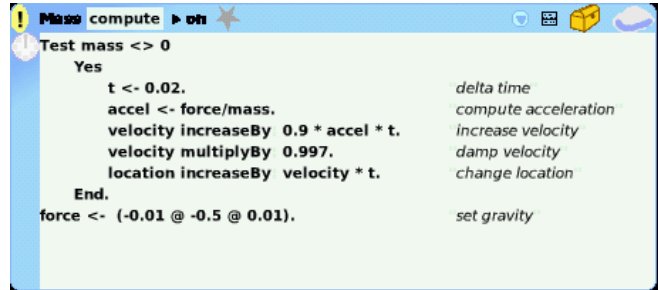 ! Mass compute ▸ on
Test mass <> 0
Yes
t <- 0.02. "delta time"
accel <- force/mass. "compute acceleration"
velocity increaseBy: 0.9 * accel * t. "increase velocity"
velocity multiplyBy: 0.997. "damp velocity"
location increaseBy: velocity * t. "change location"
End.
force <- (-0.01 @ -0.5 @ 0.01). "set gravity"